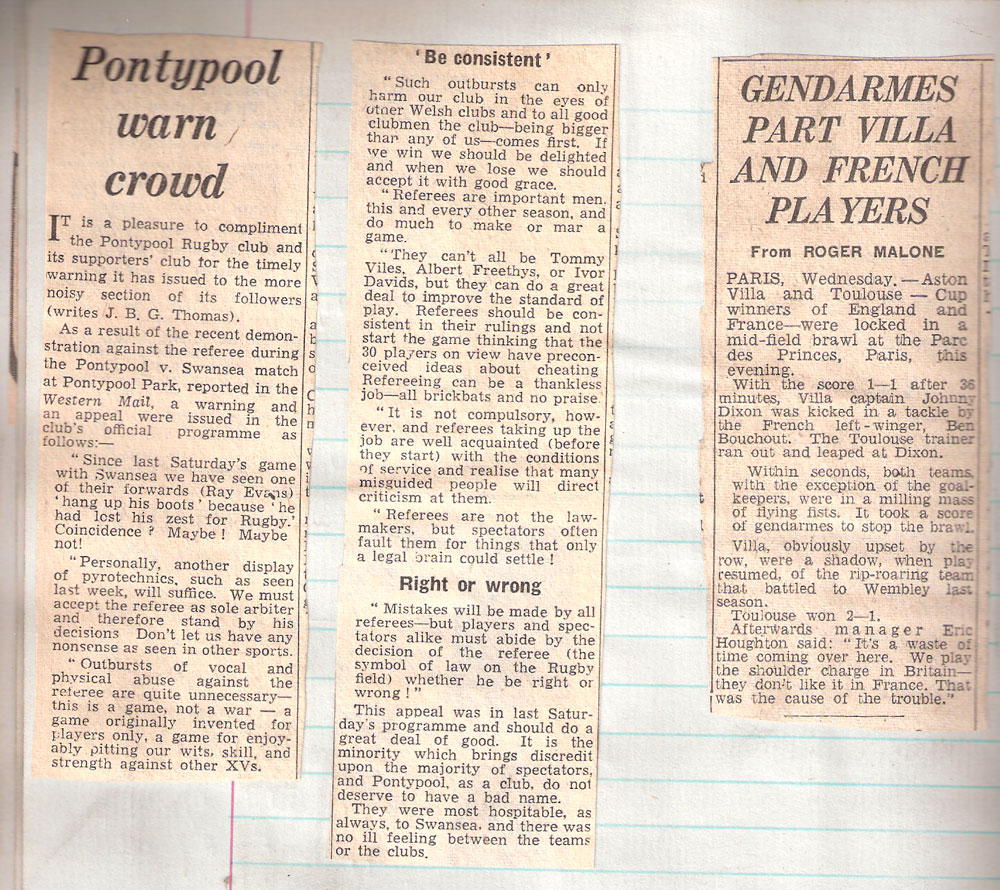 Pontypool
warn
crowd
IT is a pleasure to compliment
the Pontypool Rugby club and
its supporters' club for the timely
warning it has issued to the more
noisy section of its followers
(writes J. B. G. Thomas).
As a result of the recent demon-
stration against the referee during
the Pontypool v. Swansea match
at Pontypool Park, reported in the
Western Mail, a warning and
an appeal were issued in the
club's official programme as
follows:—
"Since last Saturday's game
with Swansea we have seen one
of their forwards (Ray Evans)
'hang up his boots' because 'he
had lost his zest for Rugby.'
Coincidence? Maybe! Maybe
not!
"Personally, another display
of pyrotechnics, such as seen
last week, will suffice. We must
accept the referee as sole arbiter
and therefore stand by his
decisions Don't let us have any
nonsense as seen in other sports.
"Outbursts of vocal and
physical abuse against the
referee are quite unnecessary—
this is a game, not a war — a
game originally invented for
players only, a game for enjoy-
ably pitting our wits, skill, and
strength against other XVs.
'Be consistent'
"Such outbursts can only
harm our club in the eyes of
other Welsh clubs and to all good
clubmen the club—being bigger
than any of us—comes first. If
we win we should be delighted
and when we lose we should
accept it with good grace.
"Referees are important men.
this and every other season, and
do much to make or mar a
game.
"They can't all be Tommy
Viles, Albert Freethys, or Ivor
Davids, but they can do a great
deal to improve the standard of
play. Referees should be con-
sistent in their rulings and not
start the game thinking that the
30 players on view have precon-
ceived ideas about cheating
Refereeing can be a thankless
job—all brickbats and no praise.
"It is not compulsory, how-
ever, and referees taking up the
job are well acquainted (before
they start) with the conditions
of service and realise that many
misguided people will direct
criticism at them.
"Referees are not the law-
makers, but spectators often
fault them for things that only
a legal brain could settle!
Right or wrong
"Mistakes will be made by all
referees—but players and spec-
tators alike must abide by the
decision of the referee (the
symbol of law on the Rugby
field) whether he be right or
wrong!"
This appeal was in last Satur-
day's programme and should do a
great deal of good. It is the
minority which brings discredit
upon the majority of spectators,
and Pontypool, as a club, do not
deserve to have a bad name.
They were most hospitable, as
always, to Swansea, and there was
no ill feeling between the teams
or the clubs.
GENDARMES
PART VILLA
AND FRENCH
PLAYERS
From ROGER MALONE
PARIS, Wednesday.—Aston
Villa and Toulouse — Cup
winners of England and
France—were locked in a
mid-field brawl at the Parc
des Princes, Paris, this
evening.
With the score 1—1 after 36
minutes, Villa captain Johnny
Dixon was kicked in a tackle by
the French left-winger, Ben
Bouchout. The Toulouse trainer
ran out and leaped at Dixon.
Within seconds, both teams,
with the exception of the goal-
keepers, were in a milling mass
of flying fists. It took a score
of gendarmes to stop the brawl.
Villa, obviously upset by the
row, were a shadow, when play
resumed, of the rip-roaring team
that battled to Wembley last
season.
Toulouse won 2—1.
Afterwards manager Eric
Houghton said: "It's a waste of
time coming over here. We play
the shoulder charge in Britain—
they don't like it in France. That
was the cause of the trouble."